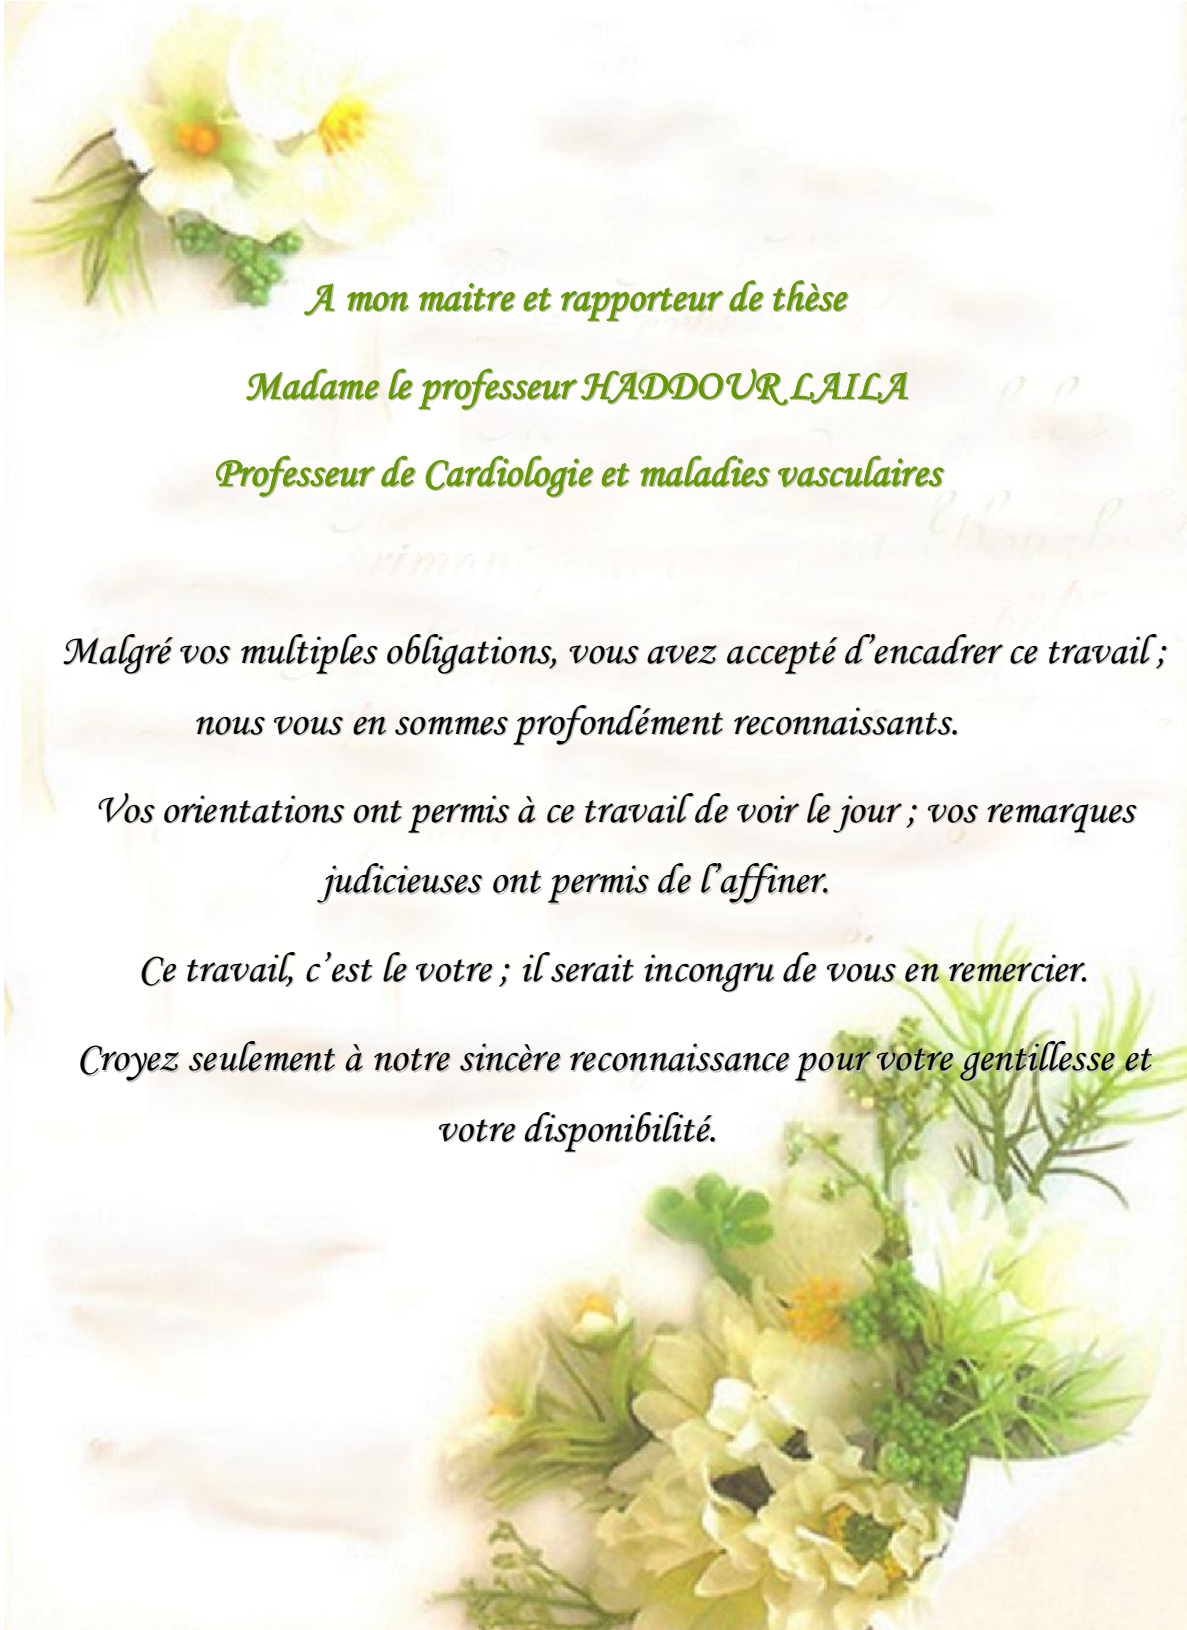 A mon maitre et rapporteur de thèse
Madame le professeur HADDOUR LAILA
Professeur de Cardiologie et maladies vasculaires
Malgré vos multiples obligations, vous avez accepté d’encadrer ce travail ;
nous vous en sommes profondément reconnaissants.
Vos orientations ont permis à ce travail de voir le jour ; vos remarques
judicieuses ont permis de l’affiner.
Ce travail, c’est le votre ; il serait incongru de vous en remercier.
Croyez seulement à notre sincère reconnaissance pour votre gentillesse et
votre disponibilité.